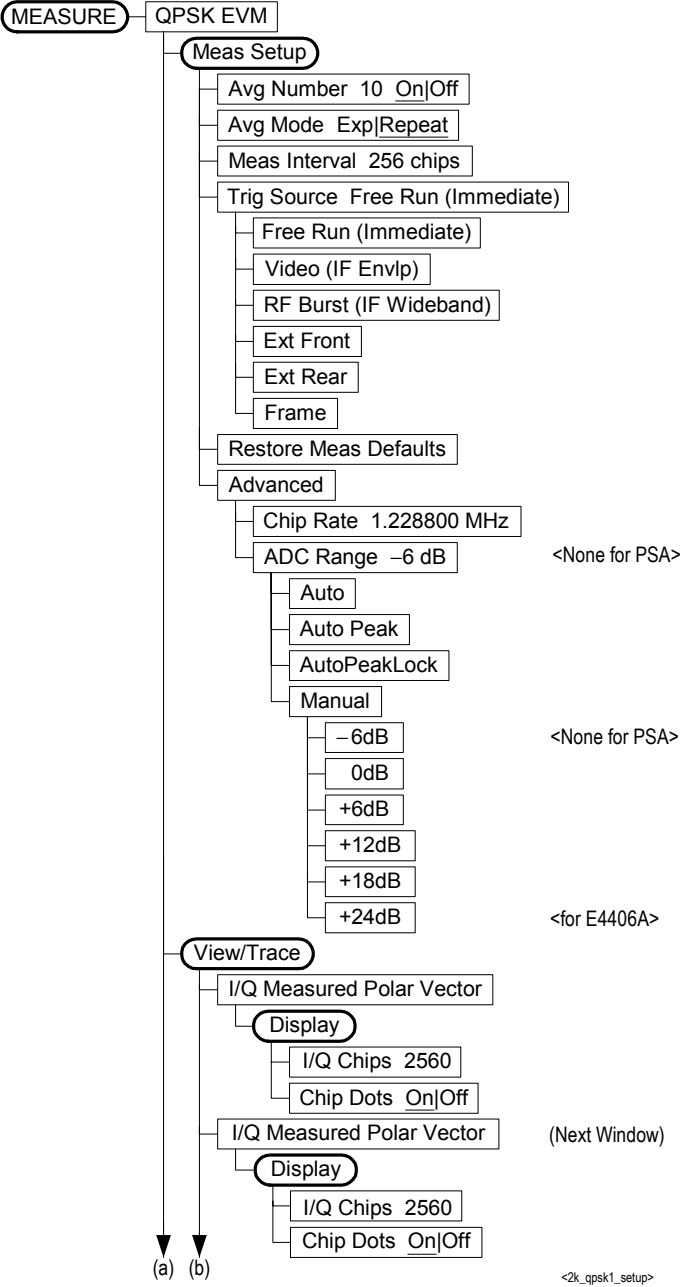 MEASURE QPSK EVM
Meas Setup
Avg Number 10 On|Off
Avg Mode Exp|Repeat
Meas Interval 256 chips
Trig Source Free Run (Immediate)
Free Run (Immediate)
Video (IF Envlp)
RF Burst (IF Wideband)
Ext Front
Ext Rear
Frame
Restore Meas Defaults
Advanced
Chip Rate 1.228800 MHz
ADC Range –6 dB <None for PSA>
Auto
Auto Peak
AutoPeakLock
Manual
–6dB <None for PSA>
0dB
+6dB
+12dB
+18dB
+24dB <for E4406A>
View/Trace
I/Q Measured Polar Vector
Display
I/Q Chips 2560
Chip Dots On|Off
I/Q Measured Polar Vector (Next Window)
Display
I/Q Chips 2560
Chip Dots On|Off
(a) (b)
<2k_qpsk1_setup>